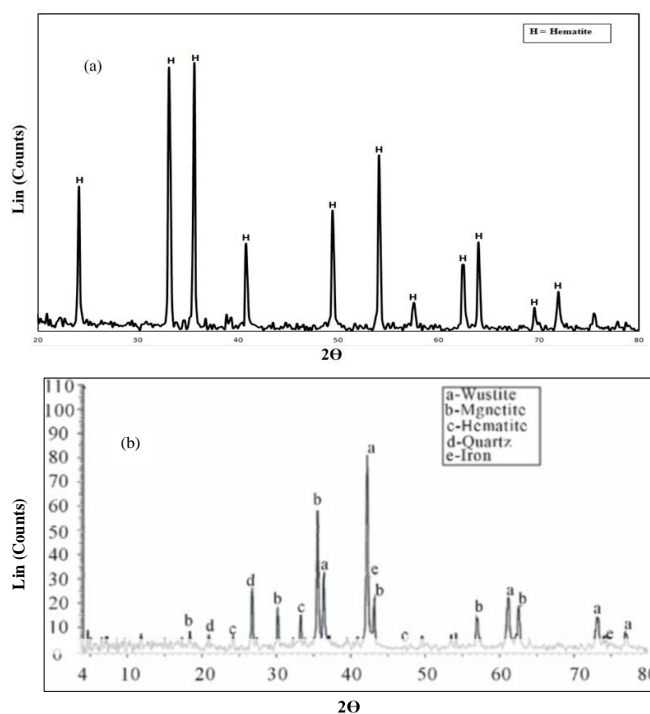 H = Hematite
(a)
H
H
H
H
H
H
H
H
H
H
H
Lin (Counts)
20
30
40
50
60
70
80
2Θ
110
100
90
80
70
60
50
40
30
20
10
0
a-Wustite
b-Mgnetite
c-Hematite
d-Quartz
e-Iron
(b)
Lin (Counts)
b
d
c
d
b
c
b
a
a
e
b
c
b
a
b
a
e
a
4
10
20
30
40
50
60
70
80
2Θ